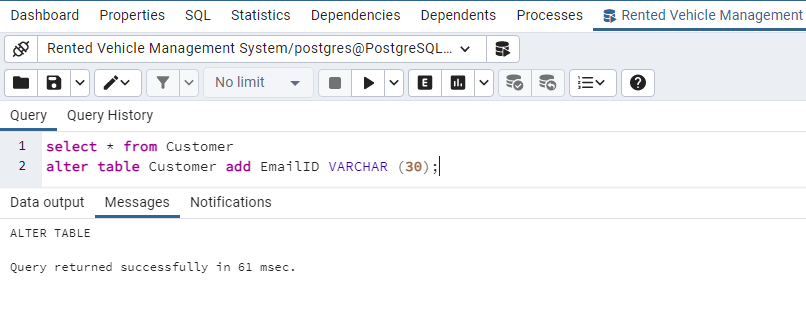 Dashboard Properties SQL Statistics Dependencies Dependents Processes Rented Vehicle Management
Rented Vehicle Management System/postgres@PostgreSQL...
No limit E
Query Query History
1 select * from Customer
2 alter table Customer add EmailID VARCHAR (30);
Data output Messages Notifications
ALTER TABLE
Query returned successfully in 61 msec.